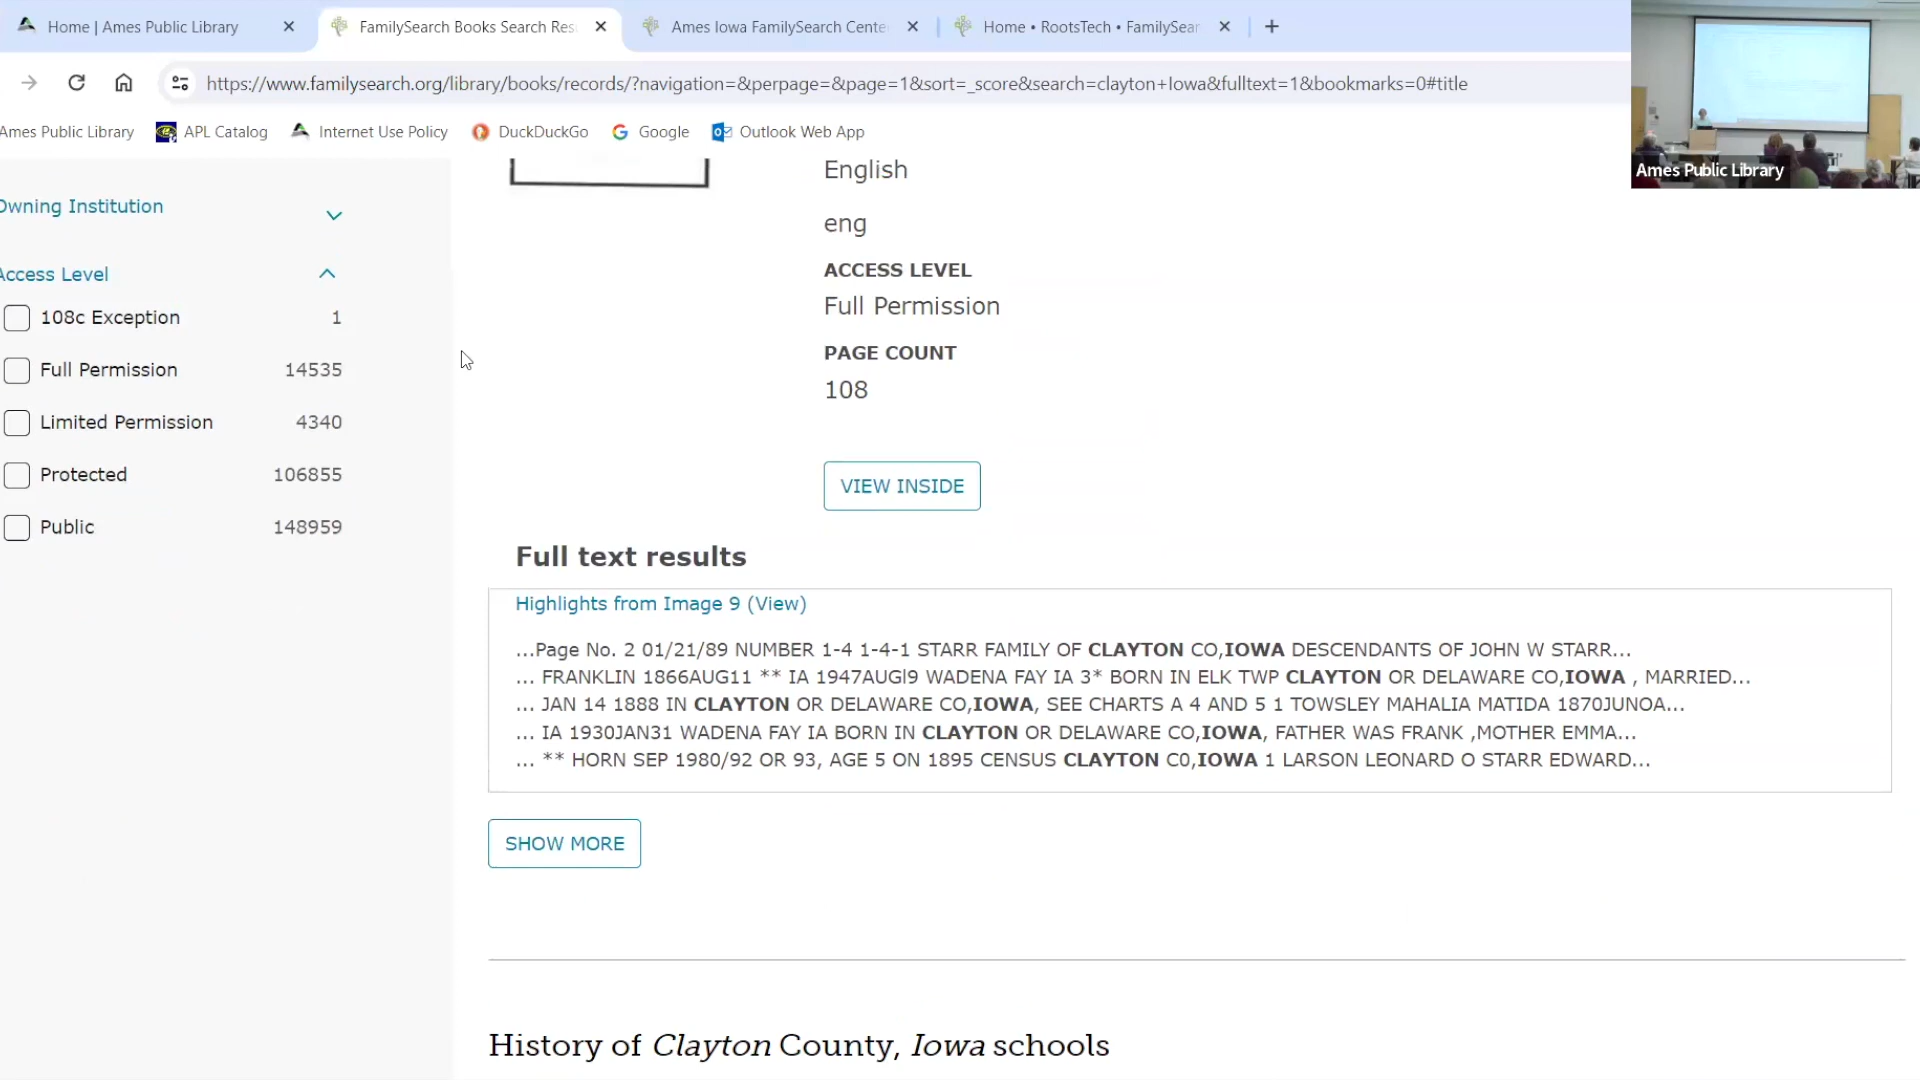 Home | Ames Public Library
FamilySearch Books Search Res
Ames Iowa FamilySearch Cente
Home • RootsTech • FamilySear
https://www.familysearch.org/library/books/records/?navigation=&perpage=&page=1&sort=_score&search=clayton+Iowa&fulltext=1&bookmarks=0#title
Ames Public Library
APL Catalog
Internet Use Policy
DuckDuckGo
Google
Outlook Web App
Ames Public Library
Owning Institution
Access Level
108c Exception 1
Full Permission 14535
Limited Permission 4340
Protected 106855
Public 148959
English
eng
ACCESS LEVEL
Full Permission
PAGE COUNT
108
VIEW INSIDE
Full text results
Highlights from Image 9 (View)
...Page No. 2 01/21/89 NUMBER 1-4 1-4-1 STARR FAMILY OF CLAYTON CO,IOWA DESCENDANTS OF JOHN W STARR...
... FRANKLIN 1866AUG11 ** IA 1947AUGl9 WADENA FAY IA 3* BORN IN ELK TWP CLAYTON OR DELAWARE CO,IOWA , MARRIED...
... JAN 14 1888 IN CLAYTON OR DELAWARE CO,IOWA, SEE CHARTS A 4 AND 5 1 TOWSLEY MAHALIA MATIDA 1870JUNOA...
... IA 1930JAN31 WADENA FAY IA BORN IN CLAYTON OR DELAWARE CO,IOWA, FATHER WAS FRANK ,MOTHER EMMA...
... ** HORN SEP 1980/92 OR 93, AGE 5 ON 1895 CENSUS CLAYTON C0,IOWA 1 LARSON LEONARD O STARR EDWARD...
SHOW MORE
History of Clayton County, Iowa schools